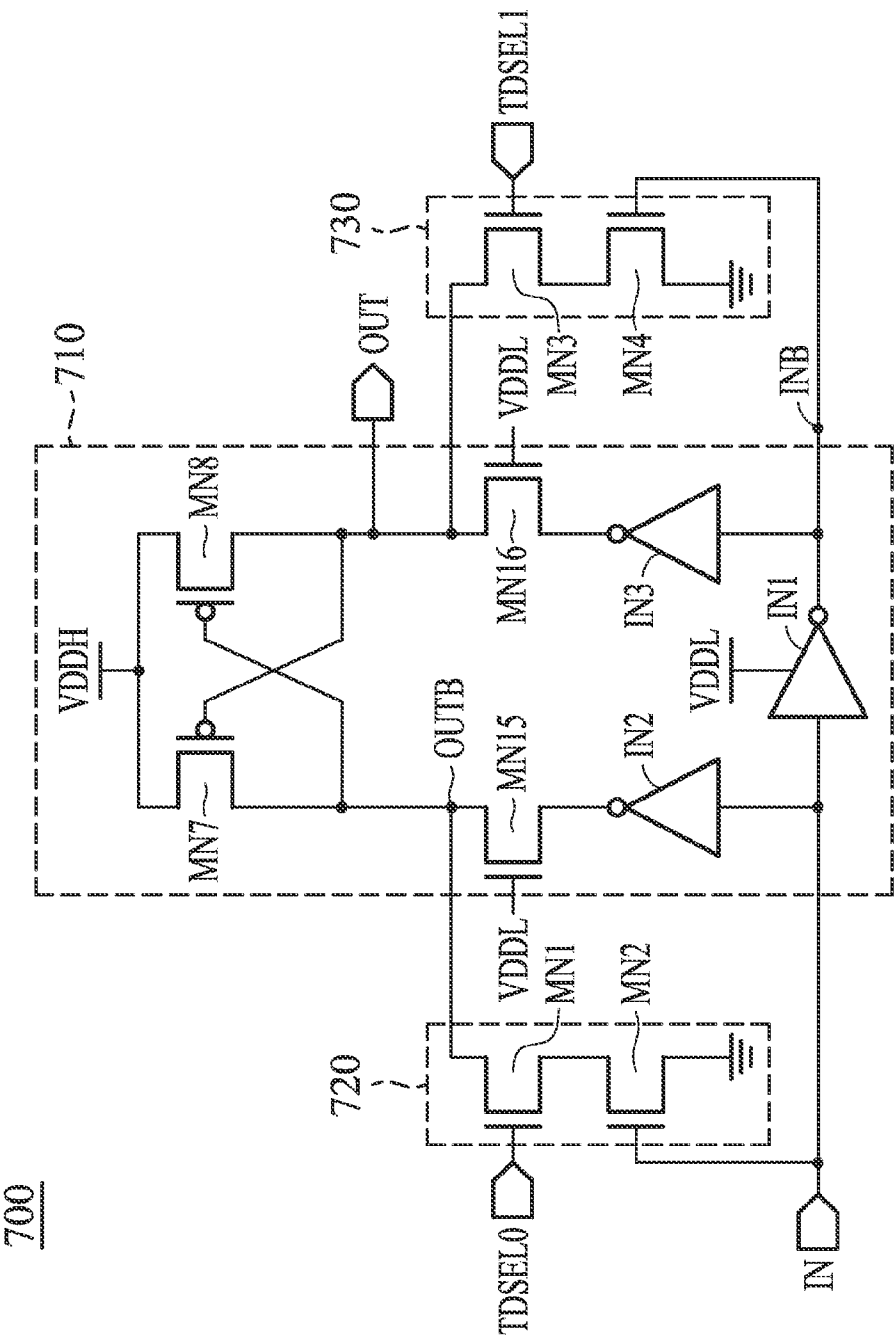 700
710
VDDH
MN7
MN8
OUT
OUTB
720
730
TDSEL0
VDDL
MN1
MN15
MN16
VDDL
MN3
TDSEL1
MN2
IN2
IN3
MN4
VDDL
IN1
INB
IN